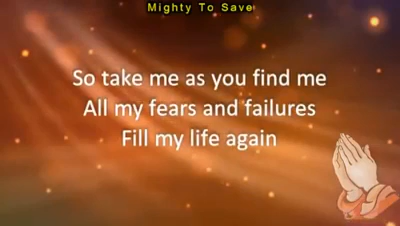 Mighty To Save
So take me as you find me
All my fears and failures
Fill my life again